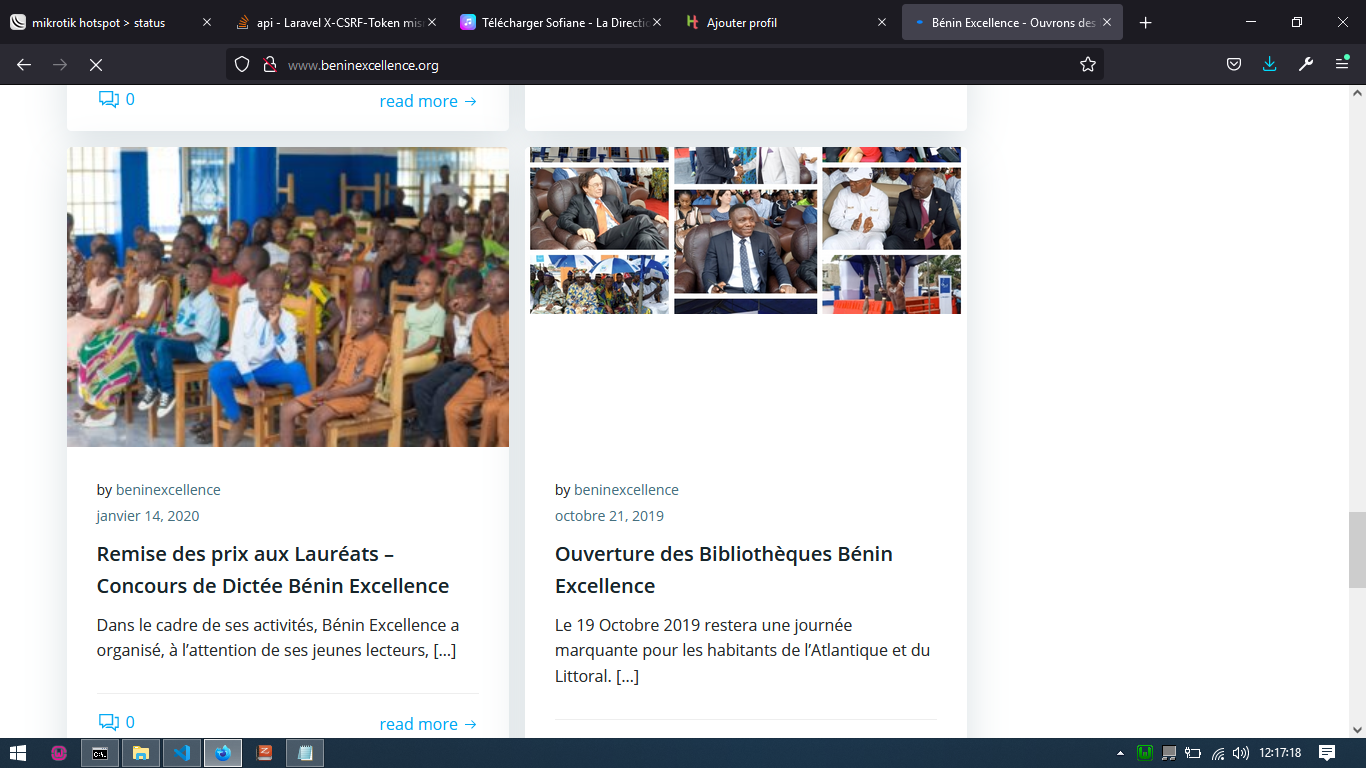 mikrotik hotspot > status
api - Laravel X-CSRF-Token mis
Télécharger Sofiane - La Directi
Ajouter profil
Bénin Excellence - Ouvrons des
www.beninexcellence.org
0
read more →
by beninexcellence
janvier 14, 2020
Remise des prix aux Lauréats –
Concours de Dictée Bénin Excellence
Dans le cadre de ses activités, Bénin Excellence a
organisé, à l’attention de ses jeunes lecteurs, [...]
0
read more →
by beninexcellence
octobre 21, 2019
Ouverture des Bibliothèques Bénin
Excellence
Le 19 Octobre 2019 restera une journée
marquante pour les habitants de l’Atlantique et du
Littoral. [...]
12:17:18